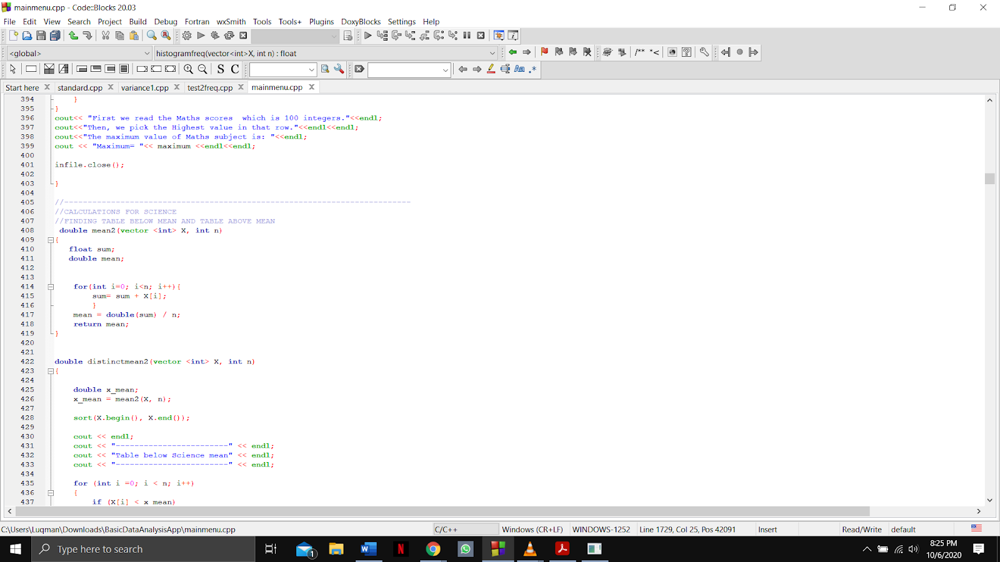 mainmenu.cpp - Code::Blocks 20.03
File Edit View Search Project Build Debug Fortran wxSmith Tools Tools+ Plugins DoxyBlocks Settings Help
<global> histogramfreq(vector<int>X, int n) : float
/** *<
S C Aa .*
Start here standard.cpp variance1.cpp test2freq.cpp mainmenu.cpp
394 }
395 }
396 cout<< "First we read the Maths scores  which is 100 integers."<<endl;
397 cout<<"Then, we pick the Highest value in that row."<<endl<<endl;
398 cout<<"The maximum value of Maths subject is: "<<endl;
399 cout << "Maximum= "<< maximum <<endl<<endl;
400
401 infile.close();
402
403 }
404
405 //--------------------------------------------------------------------------
406 //CALCULATIONS FOR SCIENCE
407 //FINDING TABLE BELOW MEAN AND TABLE ABOVE MEAN
408 double mean2(vector <int> X, int n)
409 {
410 float sum;
411 double mean;
412
413
414 for(int i=0; i<n; i++){
415 sum= sum + X[i];
416 }
417 mean = double(sum) / n;
418 return mean;
419 }
420
421
422 double distinctmean2(vector <int> X, int n)
423 {
424
425 double x_mean;
426 x_mean = mean2(X, n);
427
428 sort(X.begin(), X.end());
429
430 cout << endl;
431 cout << "------------------------" << endl;
432 cout << "Table below Science mean" << endl;
433 cout << "------------------------" << endl;
434
435 for (int i =0; i < n; i++)
436 {
437 if (X[i] < x_mean)
C:\Users\Luqman\Downloads\BasicDataAnalysisApp\mainmenu.cpp C/C++ Windows (CR+LF) WINDOWS-1252 Line 1729, Col 25, Pos 42091 Insert Read/Write default
Type here to search 1 8:25 PM
10/6/2020